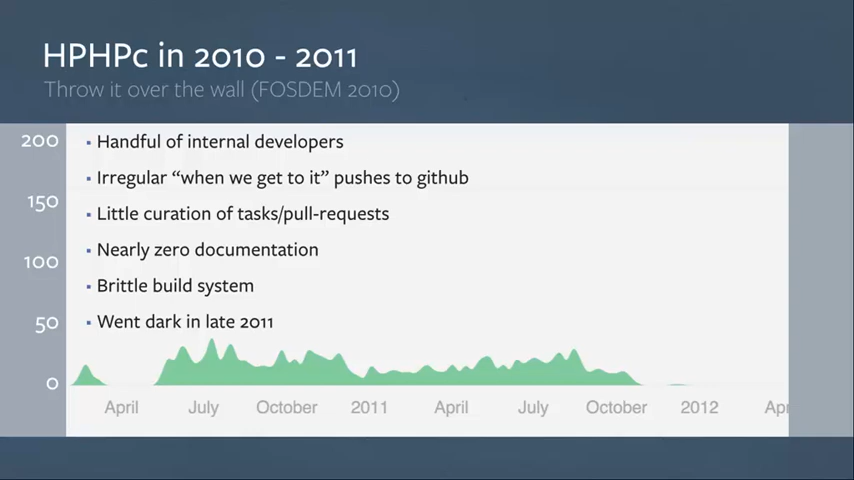 HPHPc in 2010 - 2011
Throw it over the wall (FOSDEM 2010)
200
▪ Handful of internal developers
▪ Irregular “when we get to it” pushes to github
150
▪ Little curation of tasks/pull-requests
▪ Nearly zero documentation
100
▪ Brittle build system
▪ Went dark in late 2011
50
0
April July October 2011 April July October 2012 Apr